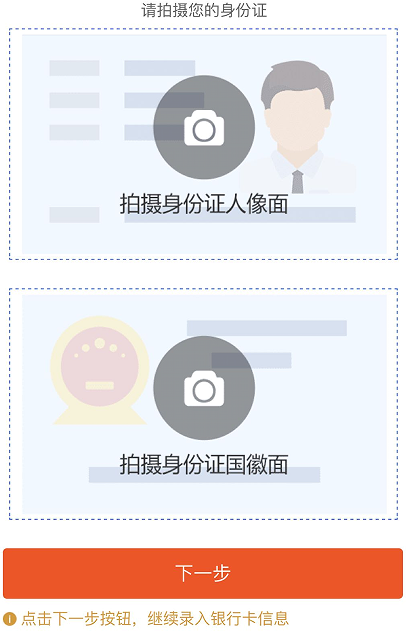 请拍摄您的身份证
拍摄身份证人像面
拍摄身份证国徽面
下一步
点击下一步按钮，继续录入银行卡信息